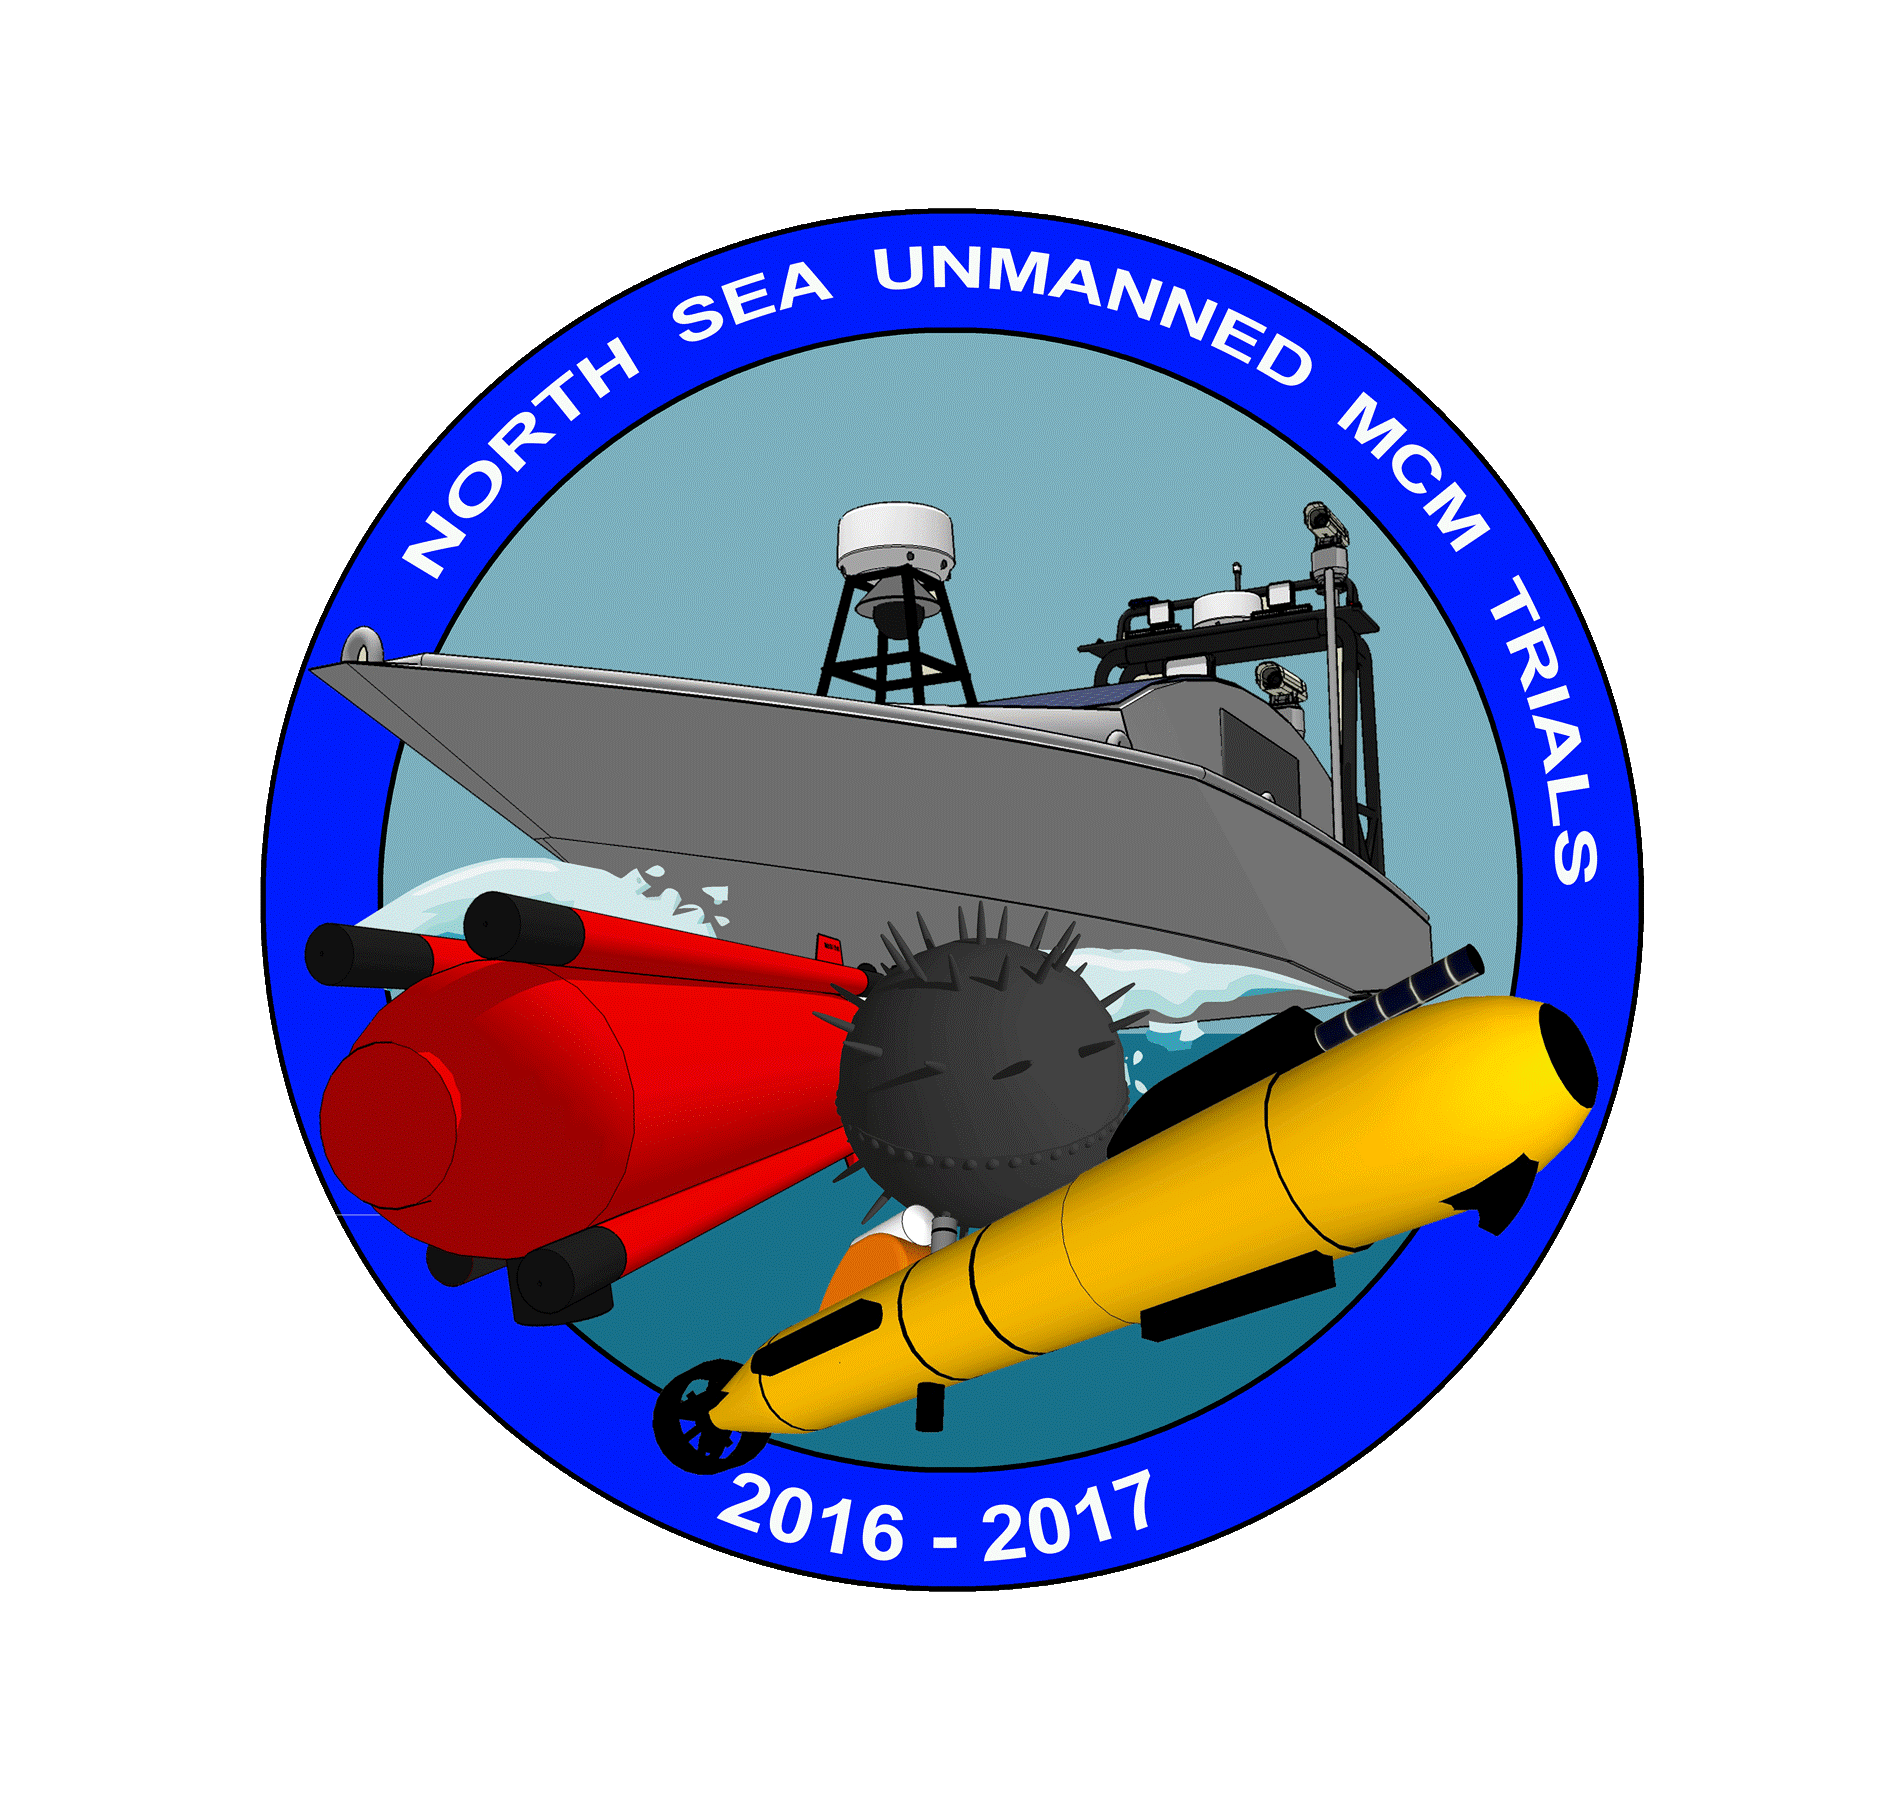 NORTH SEA UNMANNED MCM TRIALS
2016 - 2017